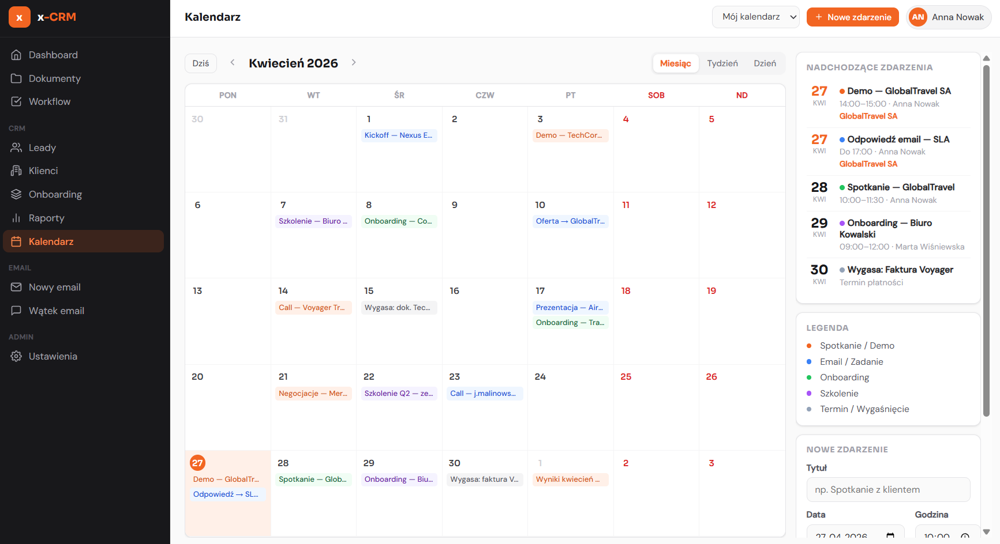 x x-CRM
Dashboard
Dokumenty
Workflow
CRM
Leady
Klienci
Onboarding
Raporty
Kalendarz
EMAIL
Nowy email
Wątek email
ADMIN
Ustawienia
Kalendarz
Mój kalendarz
+ Nowe zdarzenie
AN Anna Nowak
Dziś < Kwiecień 2026 >
Miesiąc Tydzień Dzień
PON WT ŚR CZW PT SOB ND
30 31 1 2 3 4 5
Kickoff — Nexus E... Demo — TechCor...
6 7 8 9 10 11 12
Szkolenie — Biuro ... Onboarding — Co... Oferta → GlobalTr...
13 14 15 16 17 18 19
Call — Voyager Tr... Wygasa: dok. Tec... Prezentacja — Air...
Onboarding — Tra...
20 21 22 23 24 25 26
Negocjacje — Mer... Szkolenie Q2 — ze... Call — j.malinows...
27 28 29 30 1 2 3
Demo — GlobalTr... Spotkanie — Glob... Onboarding — Biu... Wygasa: faktura V... Wyniki kwiecień ...
Odpowiedź → SL...
NADCHODZĄCE ZDARZENIA
27 KWI
Demo — GlobalTravel SA
14:00–15:00 · Anna Nowak
GlobalTravel SA
27 KWI
Odpowiedź email — SLA
Do 17:00 · Anna Nowak
GlobalTravel SA
28 KWI
Spotkanie — GlobalTravel
10:00–11:30 · Anna Nowak
29 KWI
Onboarding — Biuro
Kowalski
09:00–12:00 · Marta Wiśniewska
30 KWI
Wygasa: Faktura Voyager
Termin płatności
LEGENDA
Spotkanie / Demo
Email / Zadanie
Onboarding
Szkolenie
Termin / Wygaśnięcie
NOWE ZDARZENIE
Tytuł
np. Spotkanie z klientem
Data Godzina
27.04.2026 10:00